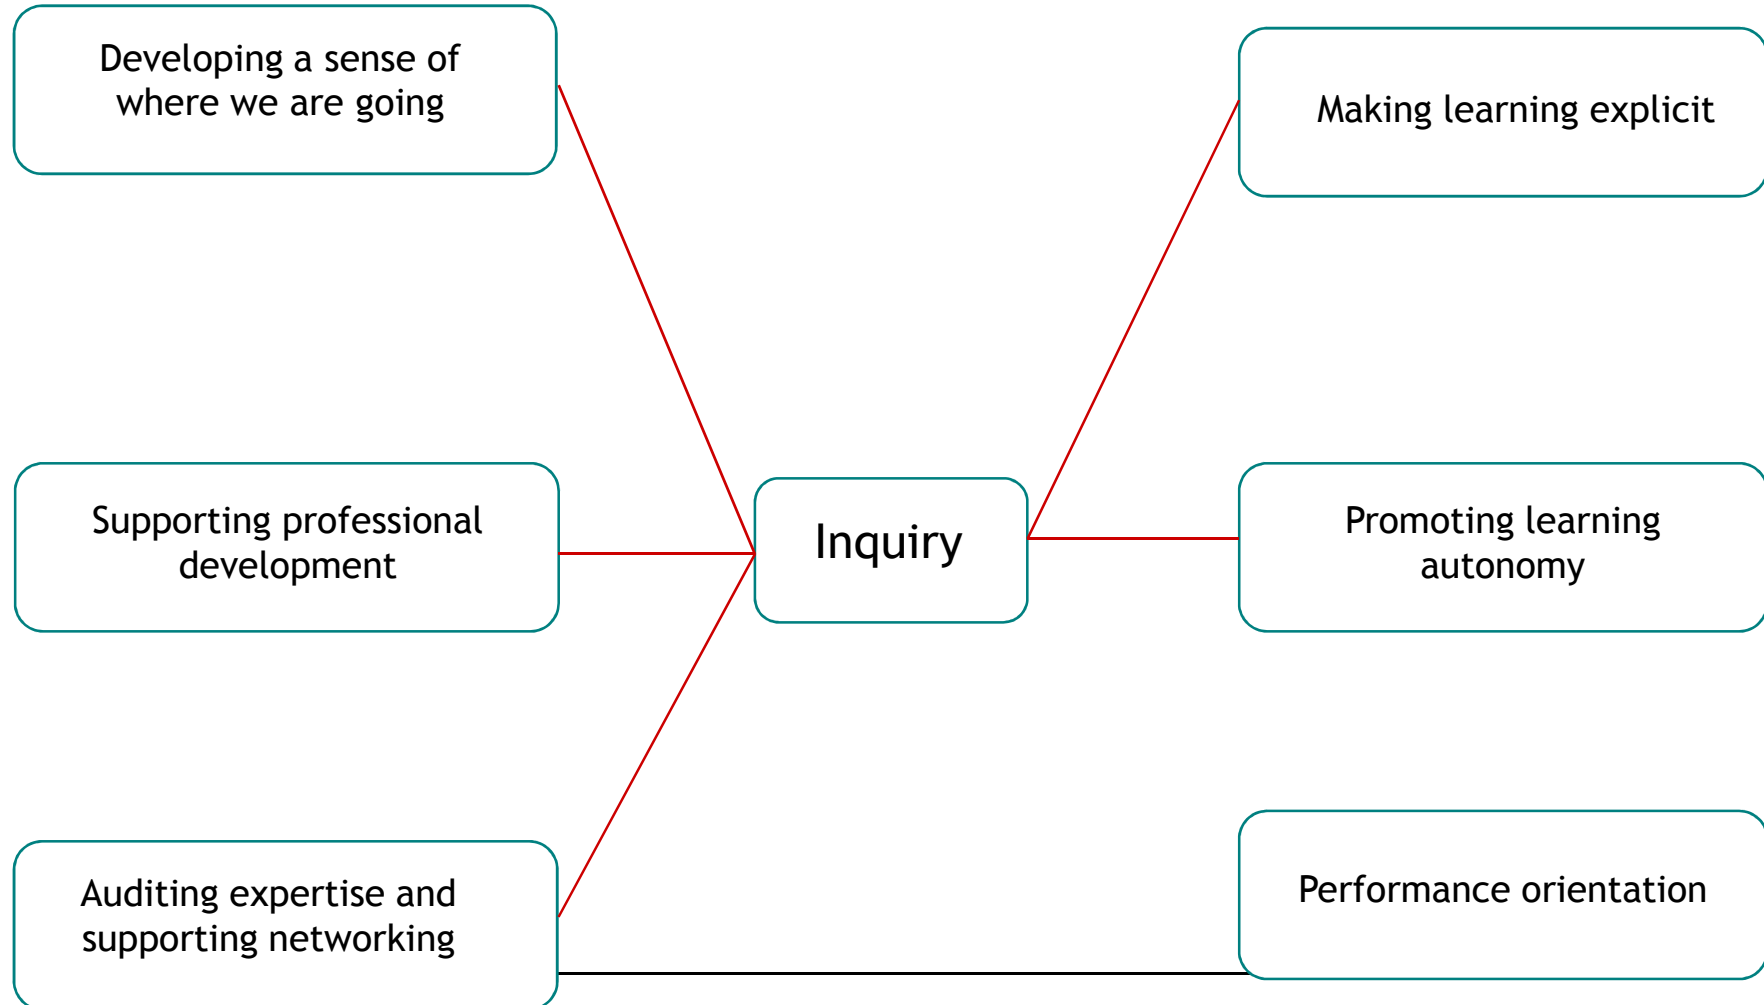 Developing a sense of
where we are going
Making learning explicit
Supporting professional
development
Inquiry
Promoting learning
autonomy
Auditing expertise and
supporting networking
Performance orientation